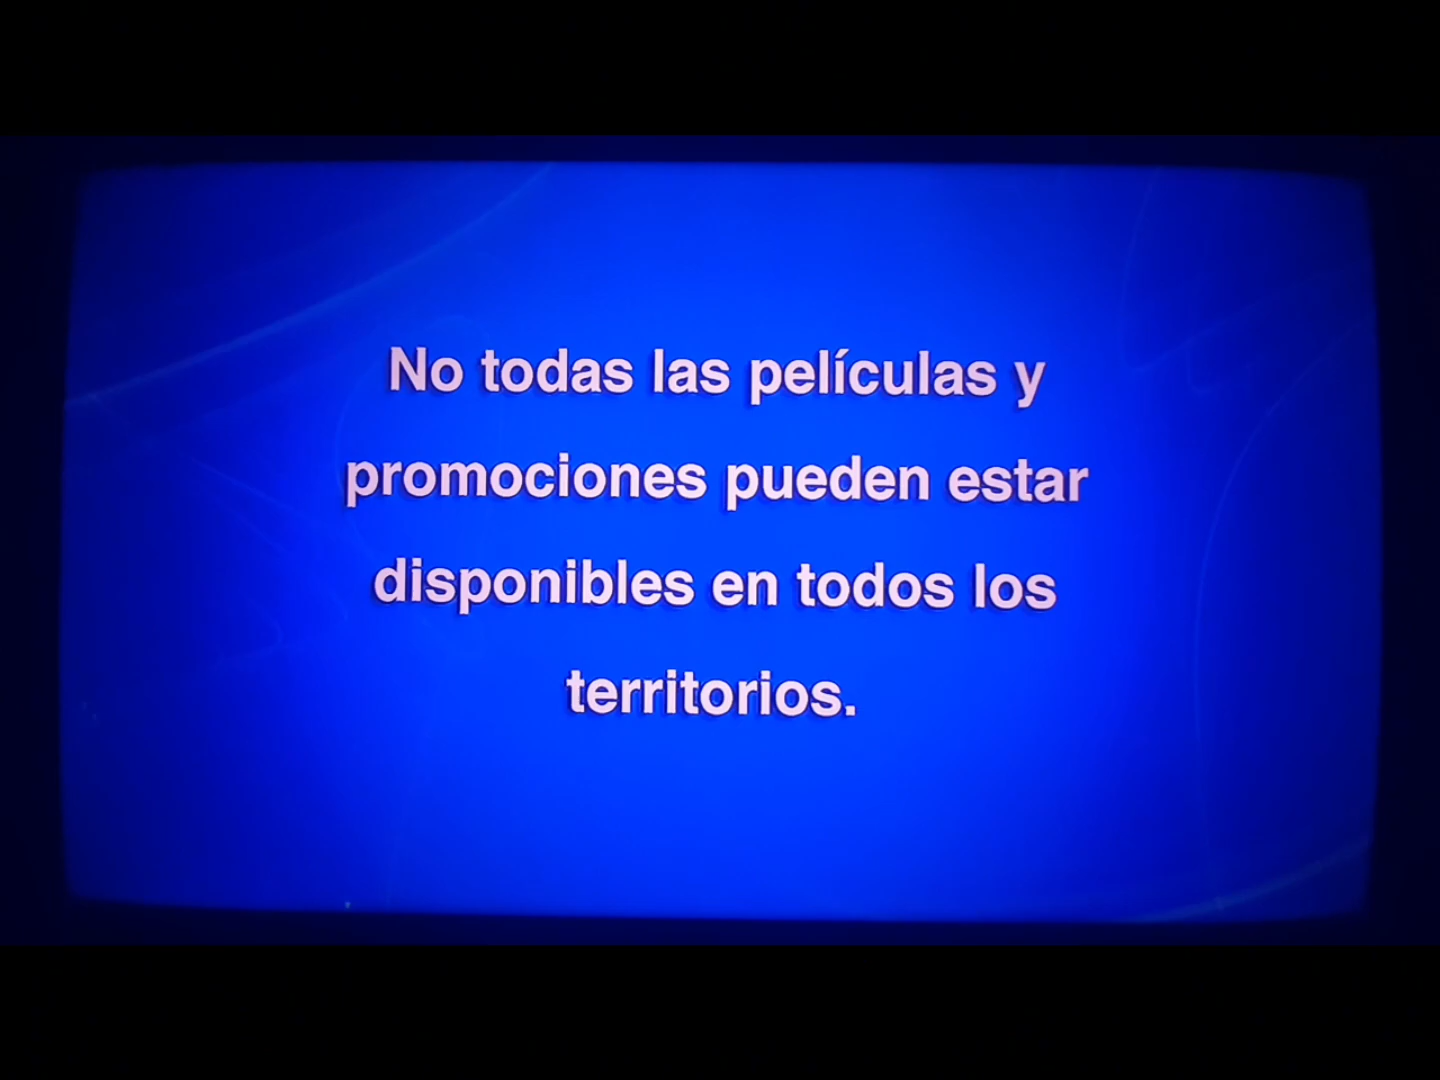 No todas las películas y
promociones pueden estar
disponibles en todos los
territorios.